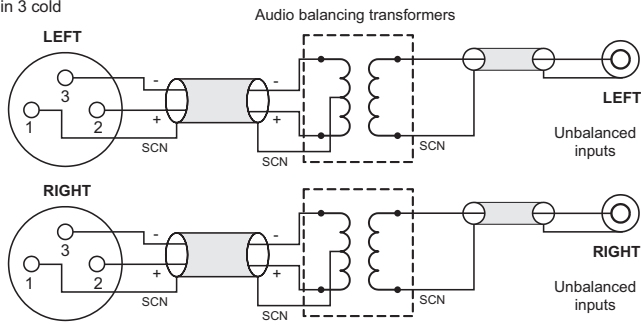 in 3 cold
Audio balancing transformers
LEFT
3
1
2
-
+
SCN
-
+
SCN
SCN
LEFT
Unbalanced
inputs
RIGHT
3
1
2
-
+
SCN
-
+
SCN
SCN
RIGHT
Unbalanced
inputs